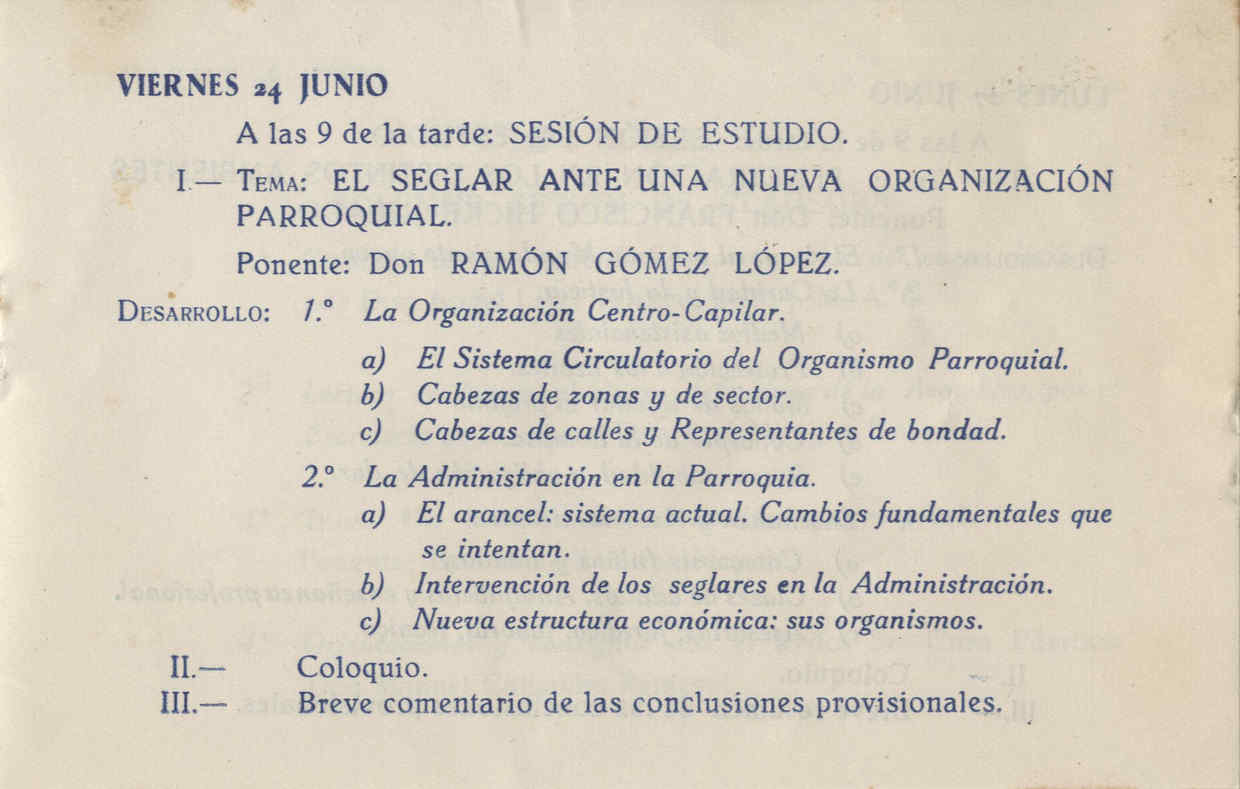 VIERNES 24 JUNIO
A las 9 de la tarde: SESIÓN DE ESTUDIO.
I.— TEMA: EL SEGLAR ANTE UNA NUEVA ORGANIZACIÓN
PARROQUIAL.
Ponente: Don RAMÓN GÓMEZ LÓPEZ.
DESARROLLO: 1.º La Organización Centro-Capilar.
a) El Sistema Circulatorio del Organismo Parroquial.
b) Cabezas de zonas y de sector.
c) Cabezas de calles y Representantes de bondad.
2.º La Administración en la Parroquia.
a) El arancel: sistema actual. Cambios fundamentales que
se intentan.
b) Intervención de los seglares en la Administración.
c) Nueva estructura económica: sus organismos.
II.— Coloquio.
III.— Breve comentario de las conclusiones provisionales.